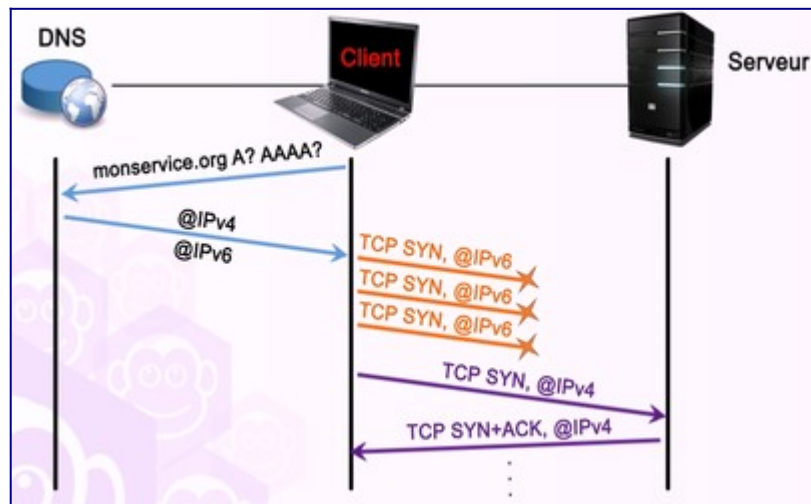 DNS
Client
Serveur
monservice.org A? AAAA?
@IPv4
@IPv6
TCP SYN, @IPv6
TCP SYN, @IPv6
TCP SYN, @IPv6
TCP SYN, @IPv4
TCP SYN+ACK, @IPv4